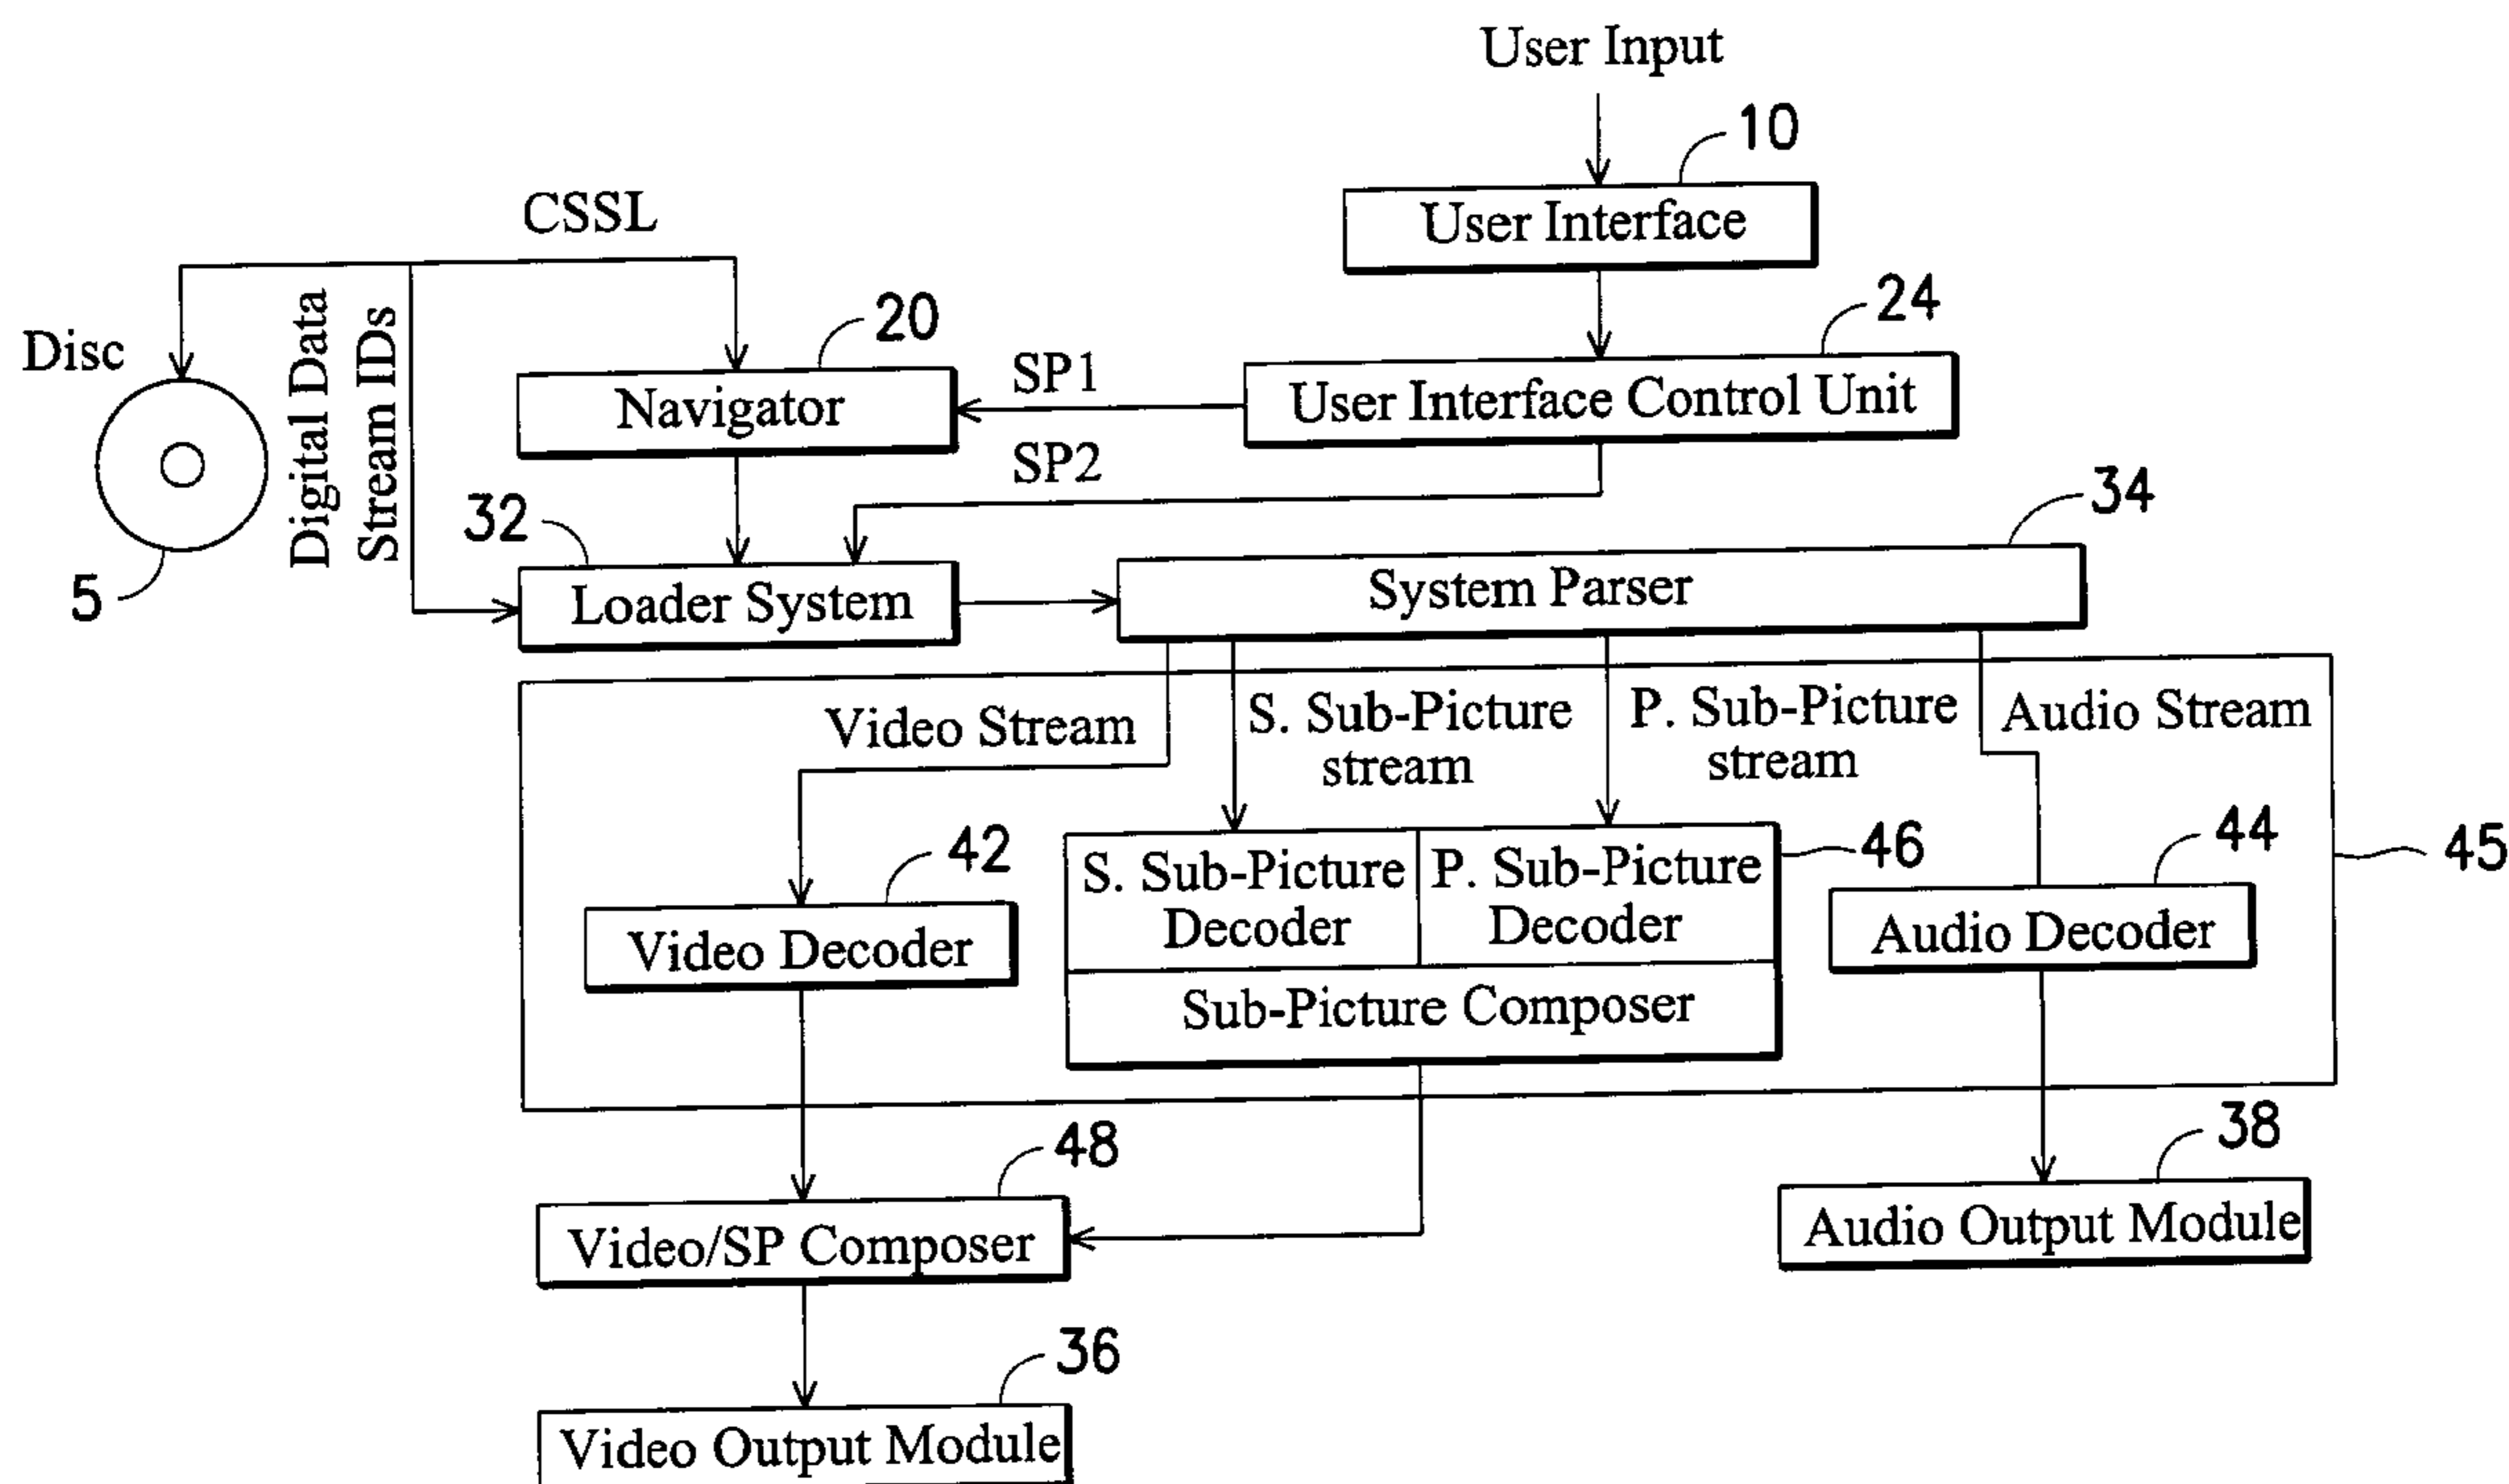 User Input
10
User Interface
CSSL
24
20
Disc
Digital Data
Stream IDs
SP1
User Interface Control Unit
Navigator
SP2
34
32
5
Loader System
System Parser
Video Stream
S. Sub-Picture
stream
P. Sub-Picture
stream
Audio Stream
42
46
44
45
S. Sub-Picture
Decoder
P. Sub-Picture
Decoder
Video Decoder
Audio Decoder
Sub-Picture Composer
48
38
Video/SP Composer
Audio Output Module
36
Video Output Module